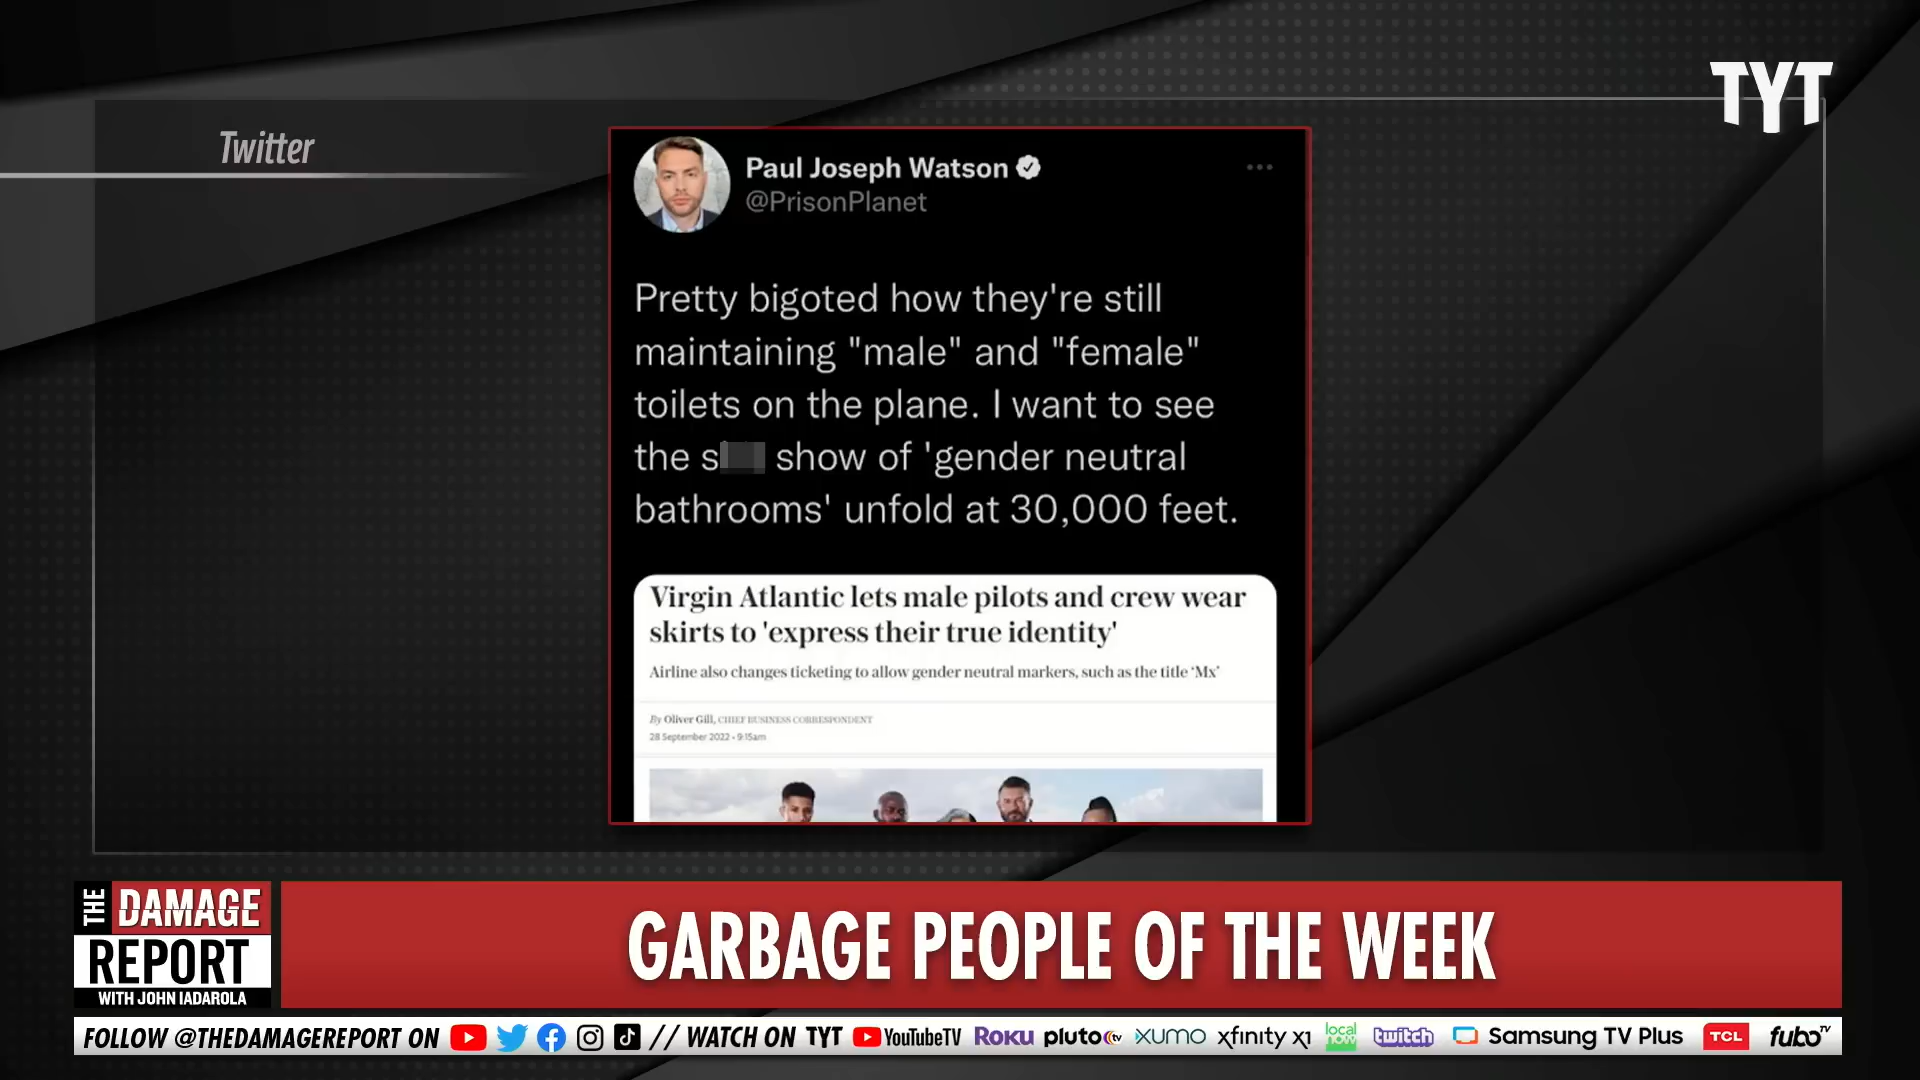 TYT
Twitter
Paul Joseph Watson
@PrisonPlanet
Pretty bigoted how they're still
maintaining "male" and "female"
toilets on the plane. I want to see
the s show of 'gender neutral
bathrooms' unfold at 30,000 feet.
Virgin Atlantic lets male pilots and crew wear
skirts to 'express their true identity'
Airline also changes ticketing to allow gender neutral markers, such as the title ‘Mx’
By Oliver Gill, CHIEF BUSINESS CORRESPONDENT
28 September 2022 • 9:15am
THE DAMAGE
REPORT
WITH JOHN IADAROLA
GARBAGE PEOPLE OF THE WEEK
FOLLOW @THEDAMAGEREPORT ON // WATCH ON TYT YouTubeTV ROKU pluto tv XUMO xfinity x1 local now twitch Samsung TV Plus TCL fubo TV